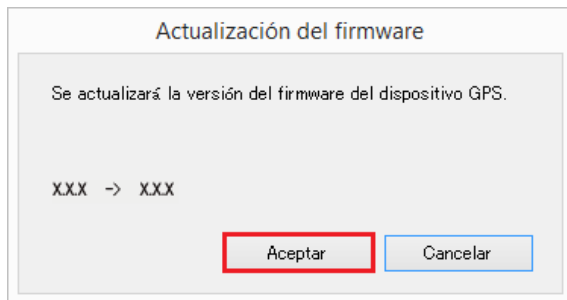 Actualización del firmware
Se actualizará la versión del firmware del dispositivo GPS.
X.X.X -> X.X.X
Aceptar Cancelar